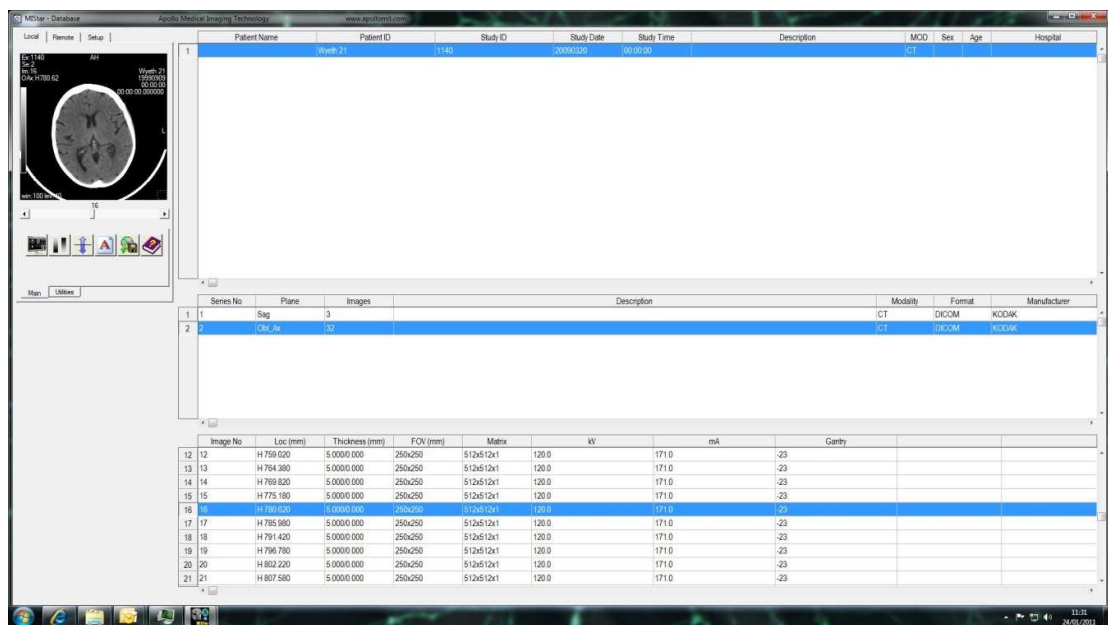 MIStar - Database Apollo Medical Imaging Technology www.apollomit.com
Local Remote Setup
Ex:1140 AH
Se:2
Im:16 Wyeth 21
OAx H780.62 19990909
00:00:00
00:00:00.000000
L
win:100 lev:40
16
Main Utilities
Patient Name Patient ID Study ID Study Date Study Time Description MOD Sex Age Hospital
1 Wyeth 21 1140 20090320 00:00:00 CT
Series No Plane Images Description Modality Format Manufacturer
1 1 Sag 3 CT DICOM KODAK
2 2 Obl_Ax 32 CT DICOM KODAK
Image No Loc (mm) Thickness (mm) FOV (mm) Matrix kV mA Gantry
12 12 H 759.020 5.000/0.000 250x250 512x512x1 120.0 171.0 -23
13 13 H 764.380 5.000/0.000 250x250 512x512x1 120.0 171.0 -23
14 14 H 769.820 5.000/0.000 250x250 512x512x1 120.0 171.0 -23
15 15 H 775.180 5.000/0.000 250x250 512x512x1 120.0 171.0 -23
16 16 H 780.620 5.000/0.000 250x250 512x512x1 120.0 171.0 -23
17 17 H 785.980 5.000/0.000 250x250 512x512x1 120.0 171.0 -23
18 18 H 791.420 5.000/0.000 250x250 512x512x1 120.0 171.0 -23
19 19 H 796.780 5.000/0.000 250x250 512x512x1 120.0 171.0 -23
20 20 H 802.220 5.000/0.000 250x250 512x512x1 120.0 171.0 -23
21 21 H 807.580 5.000/0.000 250x250 512x512x1 120.0 171.0 -23
11:31
24/01/2011